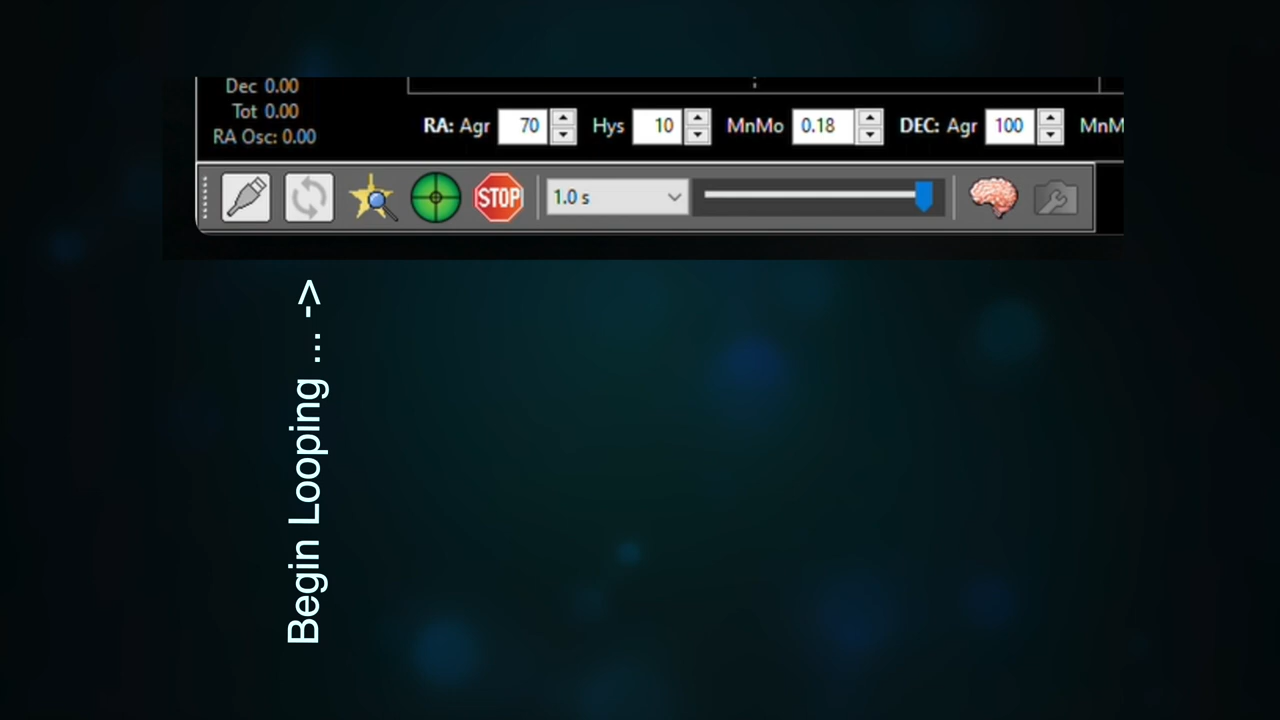 Dec 0.00
Tot 0.00
RA Osc: 0.00
RA: Agr 70 Hys 10 MnMo 0.18 DEC: Agr 100 MnM
STOP 1.0 s
Begin Looping ... ->